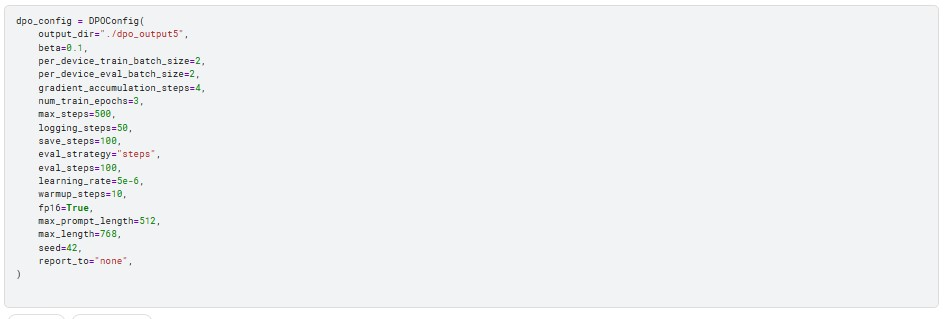 dpo_config = DPOConfig(
    output_dir="./dpo_output5",
    beta=0.1,
    per_device_train_batch_size=2,
    per_device_eval_batch_size=2,
    gradient_accumulation_steps=4,
    num_train_epochs=3,
    max_steps=500,
    logging_steps=50,
    save_steps=100,
    eval_strategy="steps",
    eval_steps=100,
    learning_rate=5e-6,
    warmup_steps=10,
    fp16=True,
    max_prompt_length=512,
    max_length=768,
    seed=42,
    report_to="none",
)